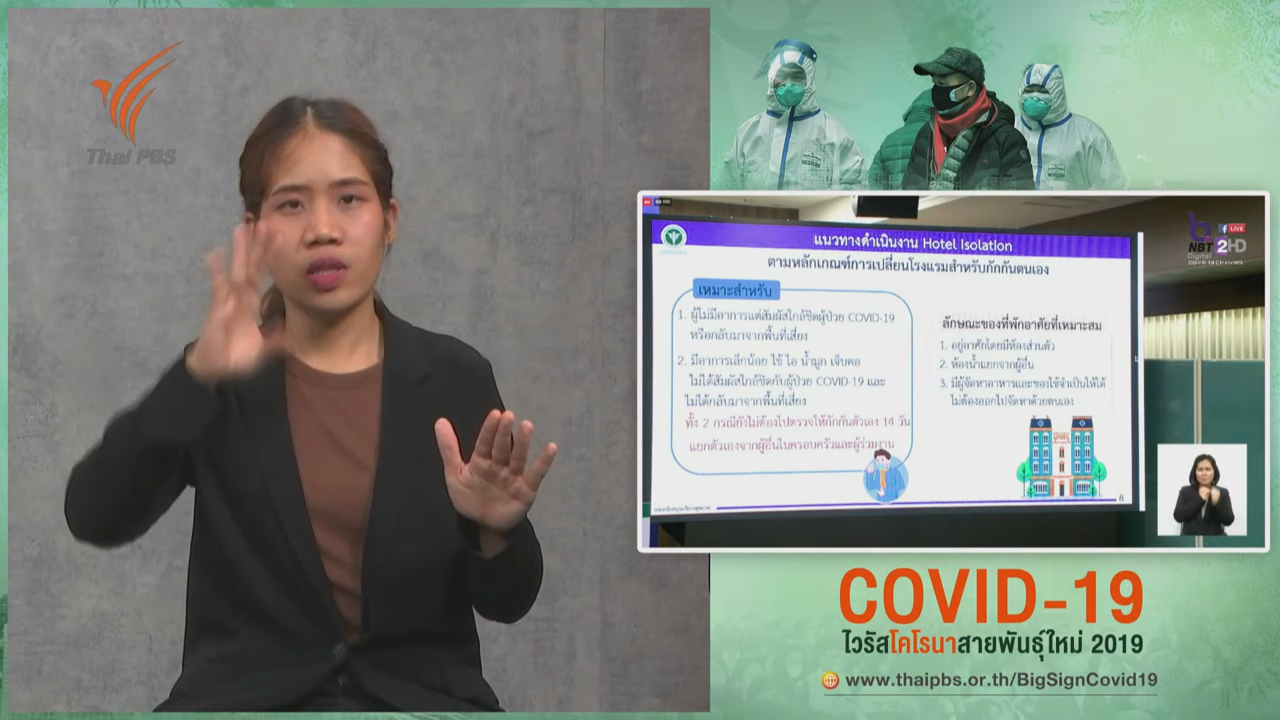 Thai PBS
แนวทางดำเนินงาน Hotel Isolation
ตามหลักเกณฑ์การเปลี่ยนโรงแรมสำหรับกักกันตนเอง
เหมาะสำหรับ
1. ผู้ไม่มีอาการแต่สัมผัสใกล้ชิดผู้ป่วย COVID-19
หรือกลับมาจากพื้นที่เสี่ยง
2. มีอาการเล็กน้อย ไข้ ไอ น้ำมูก เจ็บคอ
ไม่ได้สัมผัสใกล้ชิดกับผู้ป่วย COVID-19 และ
ไม่ได้กลับมาจากพื้นที่เสี่ยง
ทั้ง 2 กรณียังไม่ต้องไปตรวจให้กักกันตัวเอง 14 วัน
แยกตัวเองจากผู้อื่นในครอบครัวและผู้ร่วมงาน
ลักษณะของที่พักอาศัยที่เหมาะสม
1. อยู่อาศัยโดยมีห้องส่วนตัว
2. ห้องน้ำแยกจากผู้อื่น
3. มีผู้จัดหาอาหารและของใช้จำเป็นให้ได้
ไม่ต้องออกไปจัดหาด้วยตนเอง
8
f LIVE
NBT 2HD
Digital
COVID-19 CHANNEL
COVID-19
ไวรัสโคโรนาสายพันธุ์ใหม่ 2019
www.thaipbs.or.th/BigSignCovid19